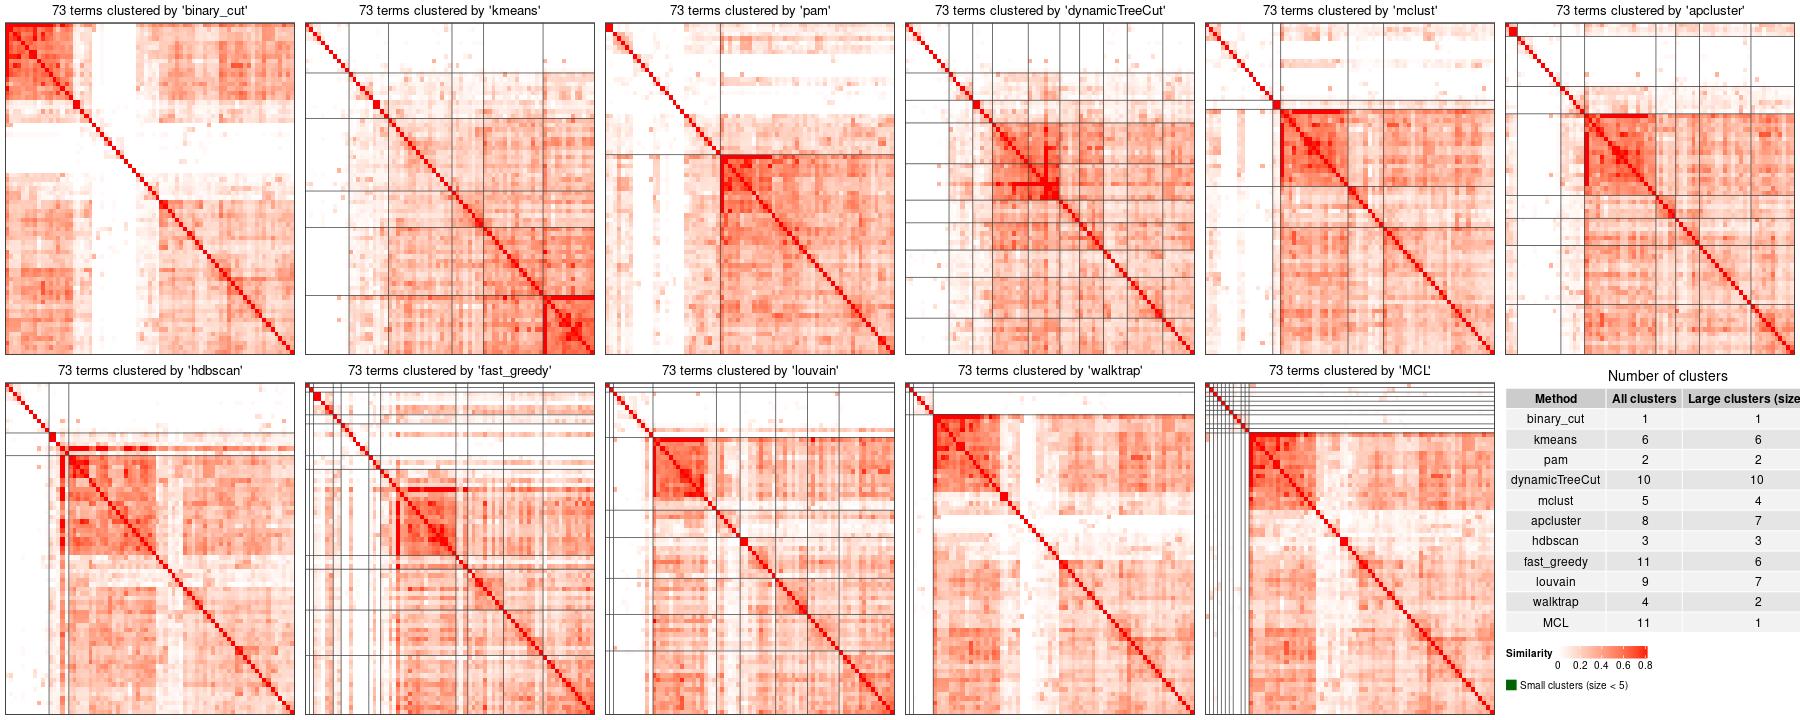 73 terms clustered by 'binary_cut'
73 terms clustered by 'kmeans'
73 terms clustered by 'pam'
73 terms clustered by 'dynamicTreeCut'
73 terms clustered by 'mclust'
73 terms clustered by 'apcluster'
73 terms clustered by 'hdbscan'
73 terms clustered by 'fast_greedy'
73 terms clustered by 'louvain'
73 terms clustered by 'walktrap'
73 terms clustered by 'MCL'
Number of clusters
Method All clusters Large clusters (size
binary_cut 1 1
kmeans 6 6
pam 2 2
dynamicTreeCut 10 10
mclust 5 4
apcluster 8 7
hdbscan 3 3
fast_greedy 11 6
louvain 9 7
walktrap 4 2
MCL 11 1
Similarity
0 0.2 0.4 0.6 0.8
Small clusters (size < 5)